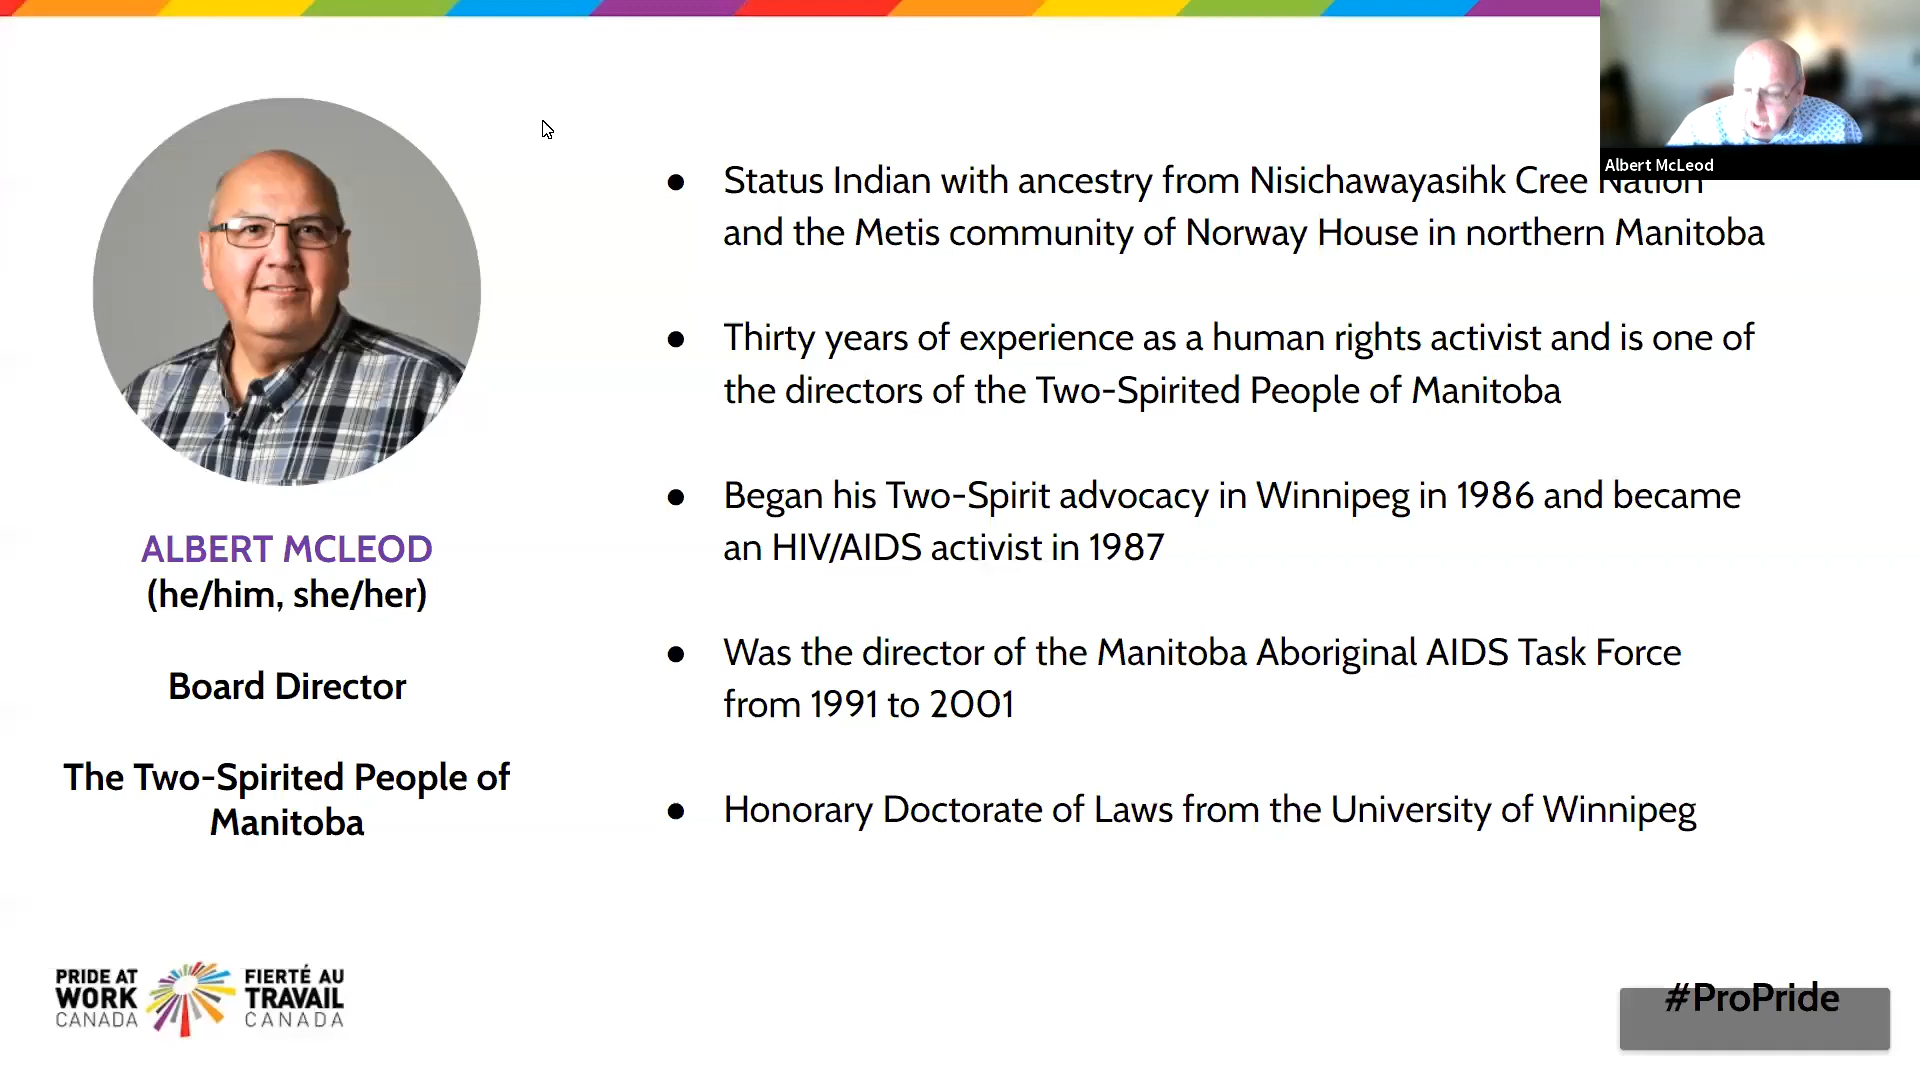 Albert McLeod
● Status Indian with ancestry from Nisichawayasihk Cree Nation
and the Metis community of Norway House in northern Manitoba
● Thirty years of experience as a human rights activist and is one of
the directors of the Two-Spirited People of Manitoba
● Began his Two-Spirit advocacy in Winnipeg in 1986 and became
an HIV/AIDS activist in 1987
● Was the director of the Manitoba Aboriginal AIDS Task Force
from 1991 to 2001
● Honorary Doctorate of Laws from the University of Winnipeg
ALBERT MCLEOD
(he/him, she/her)
Board Director
The Two-Spirited People of
Manitoba
PRIDE AT
WORK
CANADA
FIERTÉ AU
TRAVAIL
CANADA
#ProPride